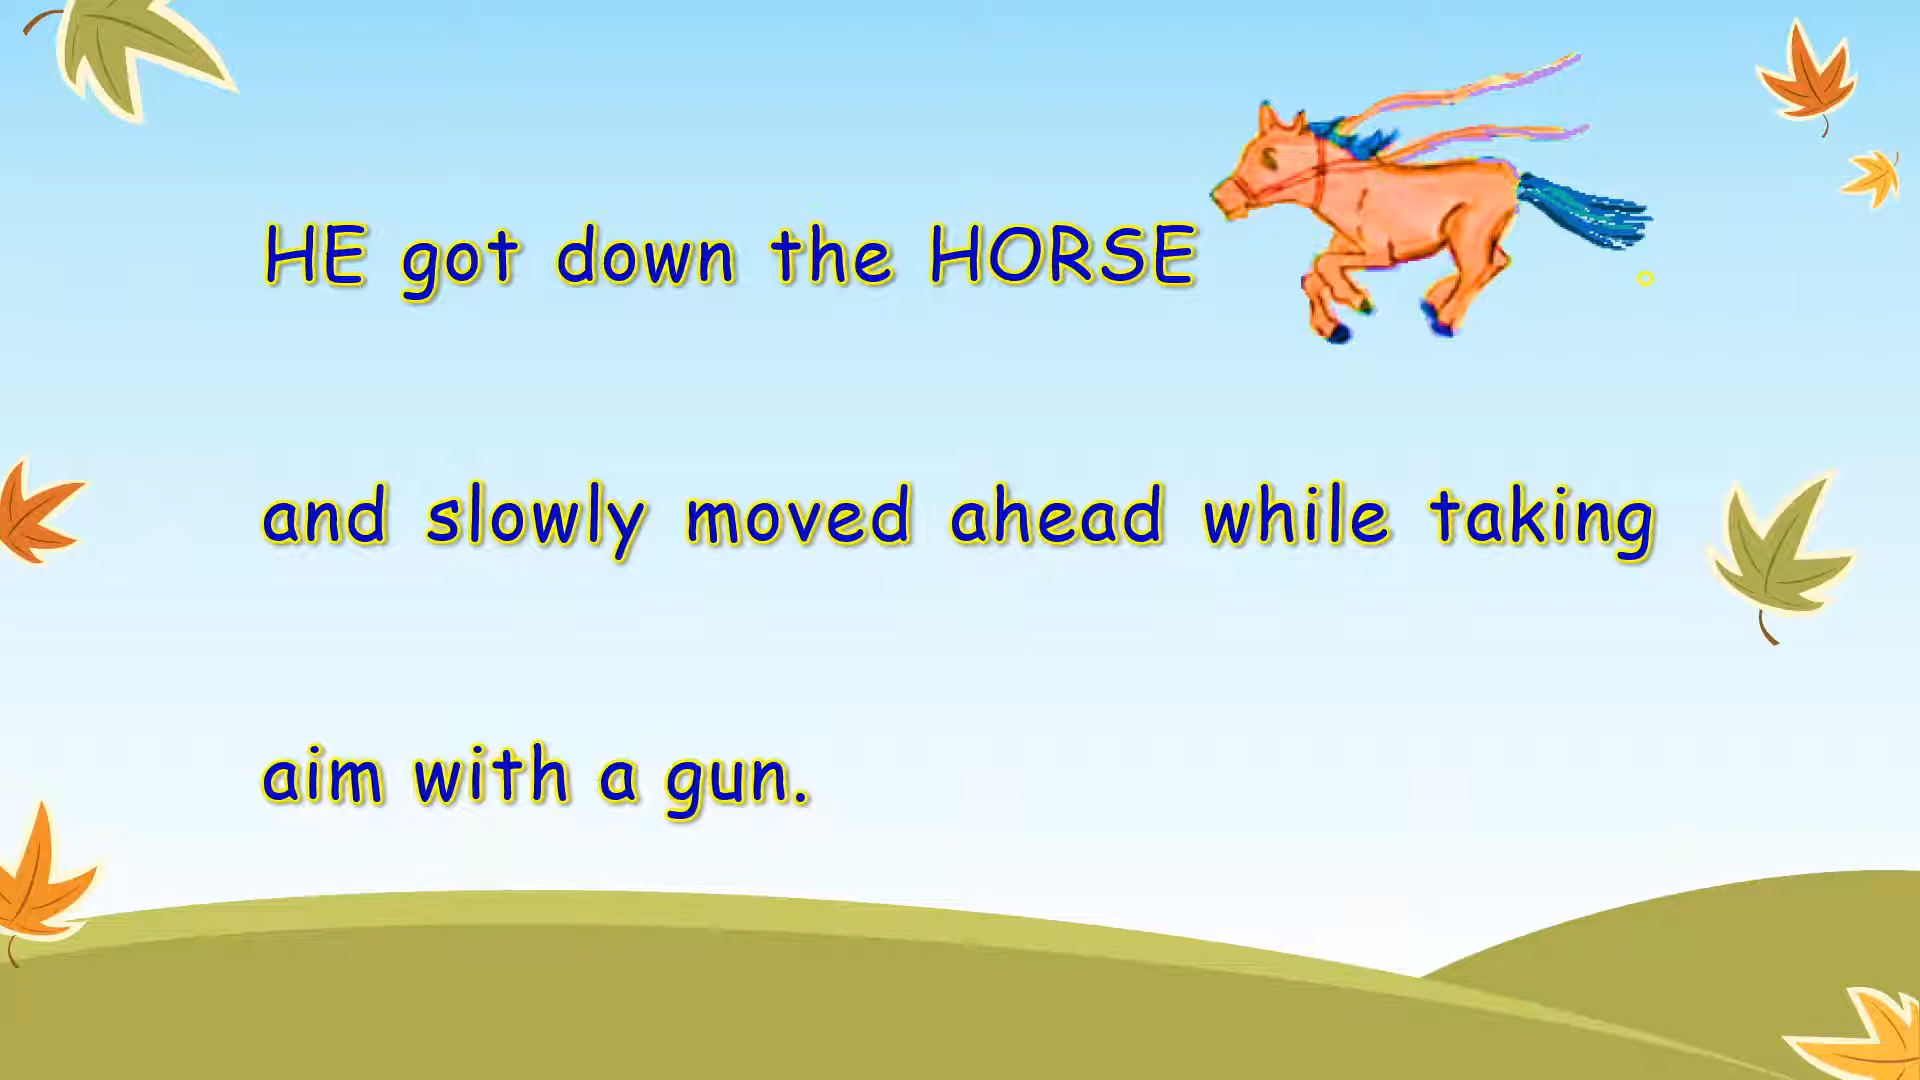 HE got down the HORSE
and slowly moved ahead while taking
aim with a gun.